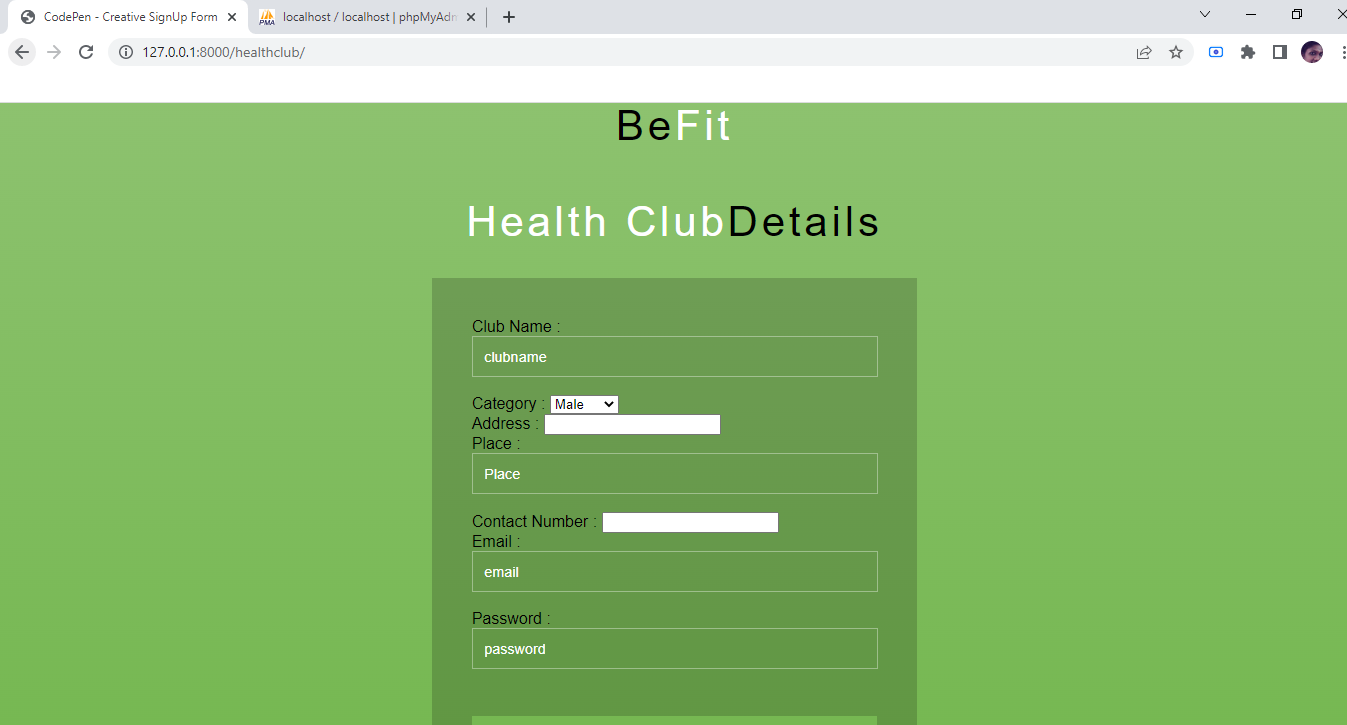 CodePen - Creative SignUp Form
localhost / localhost | phpMyAdm
127.0.0.1:8000/healthclub/
BeFit
Health ClubDetails
Club Name :
clubname
Category : Male
Address :
Place :
Place
Contact Number :
Email :
email
Password :
password